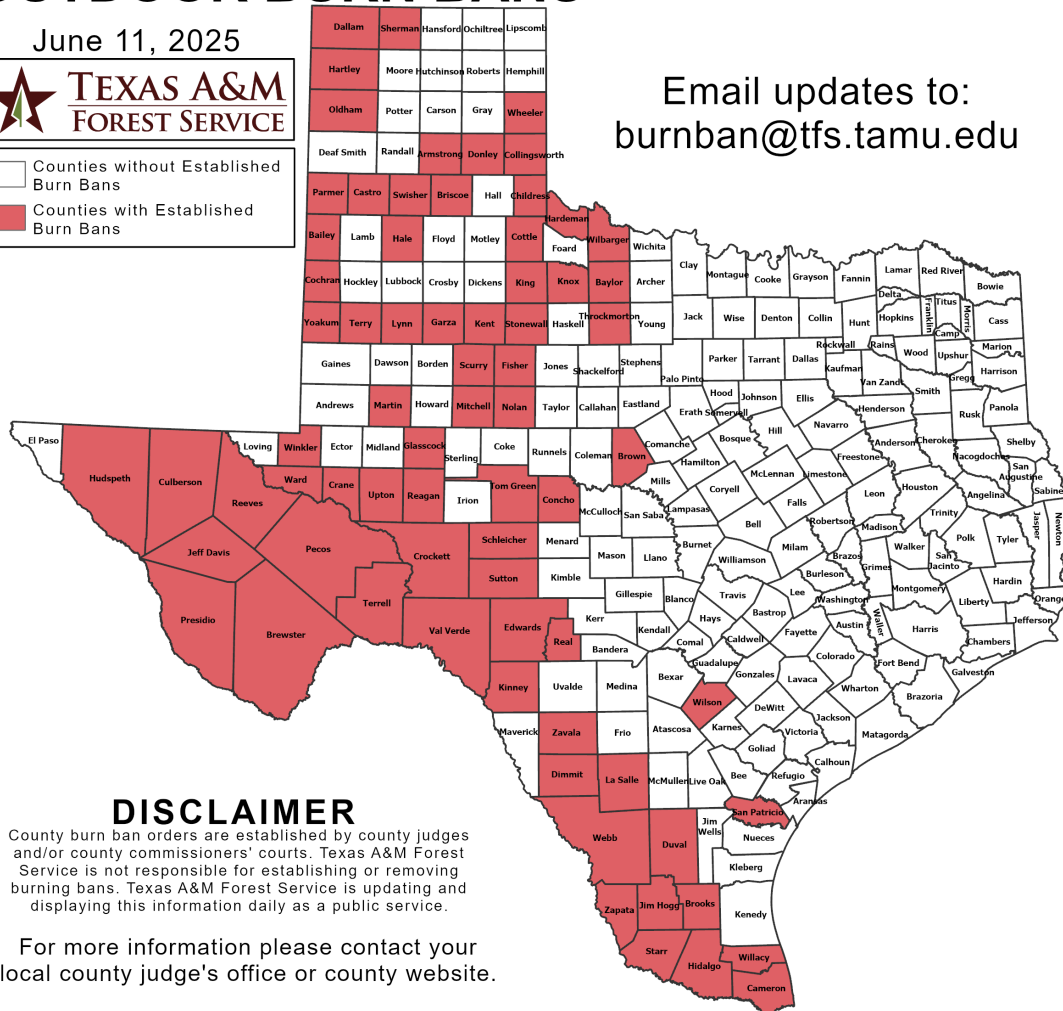 June 11, 2025
TEXAS A&M
FOREST SERVICE
Counties without Established
Burn Bans
Counties with Established
Burn Bans
Email updates to:
burnban@tfs.tamu.edu
Dallam Sherman Hansford Ochiltree Lipscomb
Hartley Moore Hutchinson Roberts Hemphill
Oldham Potter Carson Gray Wheeler
Deaf Smith Randall Armstrong Donley Collingsworth
Parmer Castro Swisher Briscoe Hall Childress
Hardeman
Bailey Lamb Hale Floyd Motley Cottle Foard Wilbarger Wichita
Clay Montague Cooke Grayson Fannin Lamar Red River Bowie
Cochran Hockley Lubbock Crosby Dickens King Knox Baylor Archer
Delta Titus Franklin Morris
Yoakum Terry Lynn Garza Kent Stonewall Haskell Throckmorton Young
Jack Wise Denton Collin Hunt Hopkins Camp Cass
Rockwall Rains Wood Upshur Marion
Gaines Dawson Borden Scurry Fisher Jones Shackelford Stephens Palo Pinto
Parker Tarrant Dallas Kaufman Van Zandt Smith Gregg Harrison
Andrews Martin Howard Mitchell Nolan Taylor Callahan Eastland
Erath Hood Somervell Johnson Ellis Henderson Rusk Panola
El Paso Hudspeth Culberson Reeves Loving Winkler Ector Midland Glasscock Sterling Coke Runnels Coleman Brown
Comanche Hamilton Bosque Hill Navarro Freestone Anderson Cherokee Nacogdoches Shelby
San
Augustine
Sabine
Ward Crane Upton Reagan Irion Tom Green Concho McCulloch San Saba Mills Lampasas Coryell McLennan Limestone Falls
Leon Houston Angelina Trinity
Jeff Davis Pecos Crockett Schleicher Menard Mason Llano Burnet Bell Milam Robertson Madison Walker Polk Tyler Jasper Newton
San
Jacinto
Presidio Brewster Terrell Sutton Kimble Gillespie Blanco Williamson Burleson Brazos Grimes Montgomery Hardin Liberty Orange
Val Verde Edwards Real Kerr Kendall Bandera Comal Hays Travis Bastrop Lee Washington Austin Waller Harris Jefferson
Caldwell Fayette Colorado Fort Bend Chambers Galveston
Kinney Uvalde Medina Bexar Guadalupe Gonzales Lavaca Wharton Brazoria
Maverick Zavala Frio Atascosa Wilson Karnes DeWitt Jackson Matagorda
Victoria Goliad Calhoun
Dimmit La Salle McMullen Live Oak Bee Refugio Aransas
Webb Duval Jim
Wells
San Patricio Nueces
Kleberg
Zapata Jim Hogg Brooks Kenedy
Starr Hidalgo Willacy
Cameron
DISCLAIMER
County burn ban orders are established by county judges
and/or county commissioners' courts. Texas A&M Forest
Service is not responsible for establishing or removing
burning bans. Texas A&M Forest Service is updating and
displaying this information daily as a public service.
For more information please contact your
local county judge's office or county website.